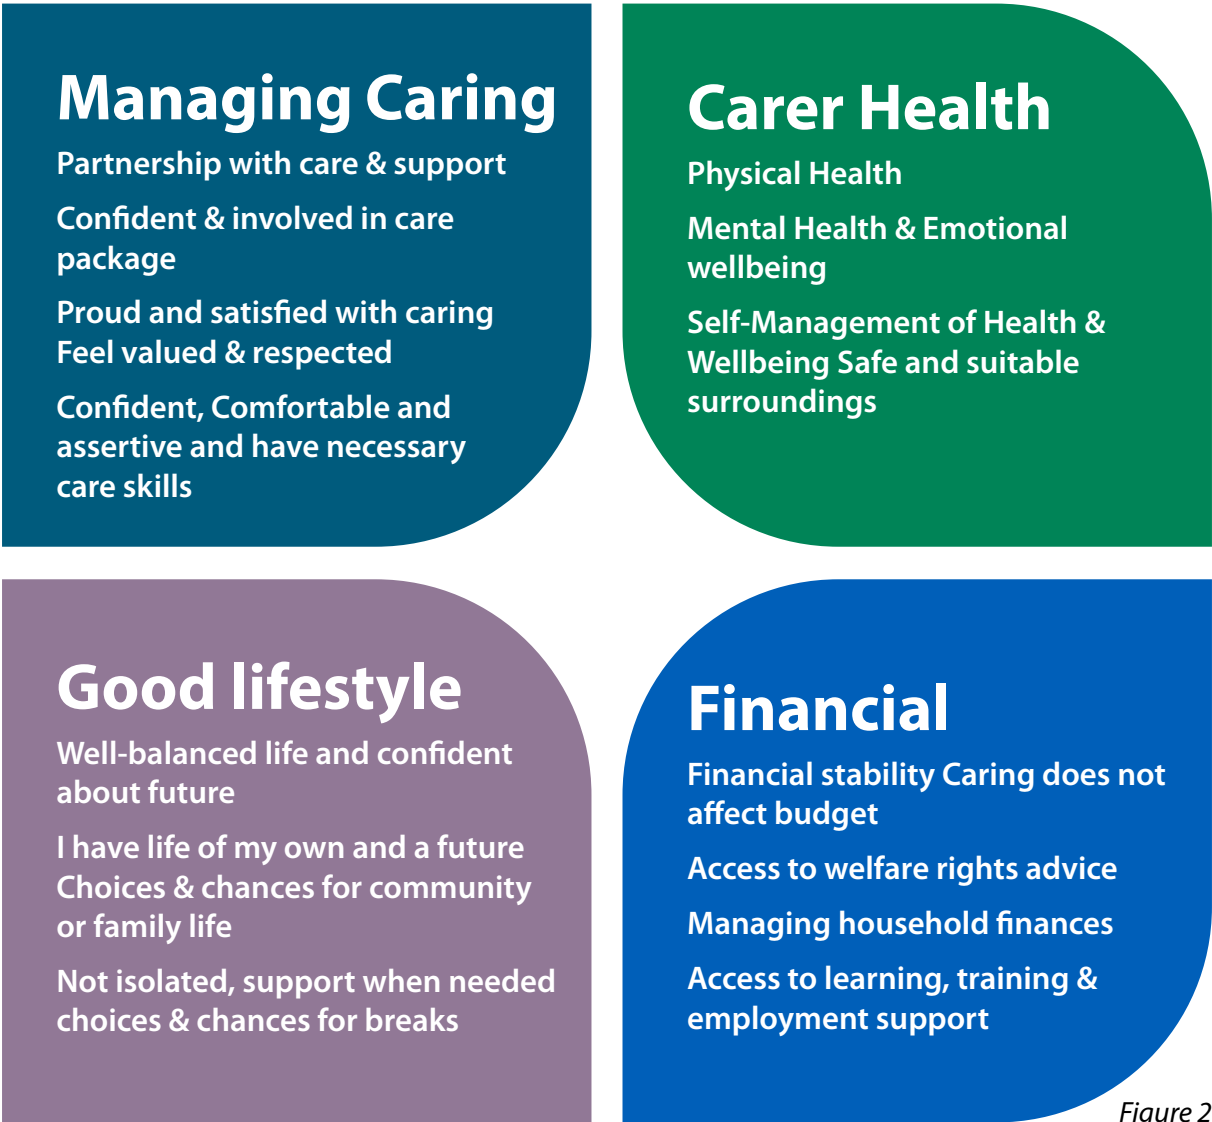 Managing Caring
Partnership with care & support
Confident & involved in care
package
Proud and satisfied with caring
Feel valued & respected
Confident, Comfortable and
assertive and have necessary
care skills
Carer Health
Physical Health
Mental Health & Emotional
wellbeing
Self-Management of Health &
Wellbeing Safe and suitable
surroundings
Good lifestyle
Well-balanced life and confident
about future
I have life of my own and a future
Choices & chances for community
or family life
Not isolated, support when needed
choices & chances for breaks
Financial
Financial stability Caring does not
affect budget
Access to welfare rights advice
Managing household finances
Access to learning, training &
employment support
Figure 2